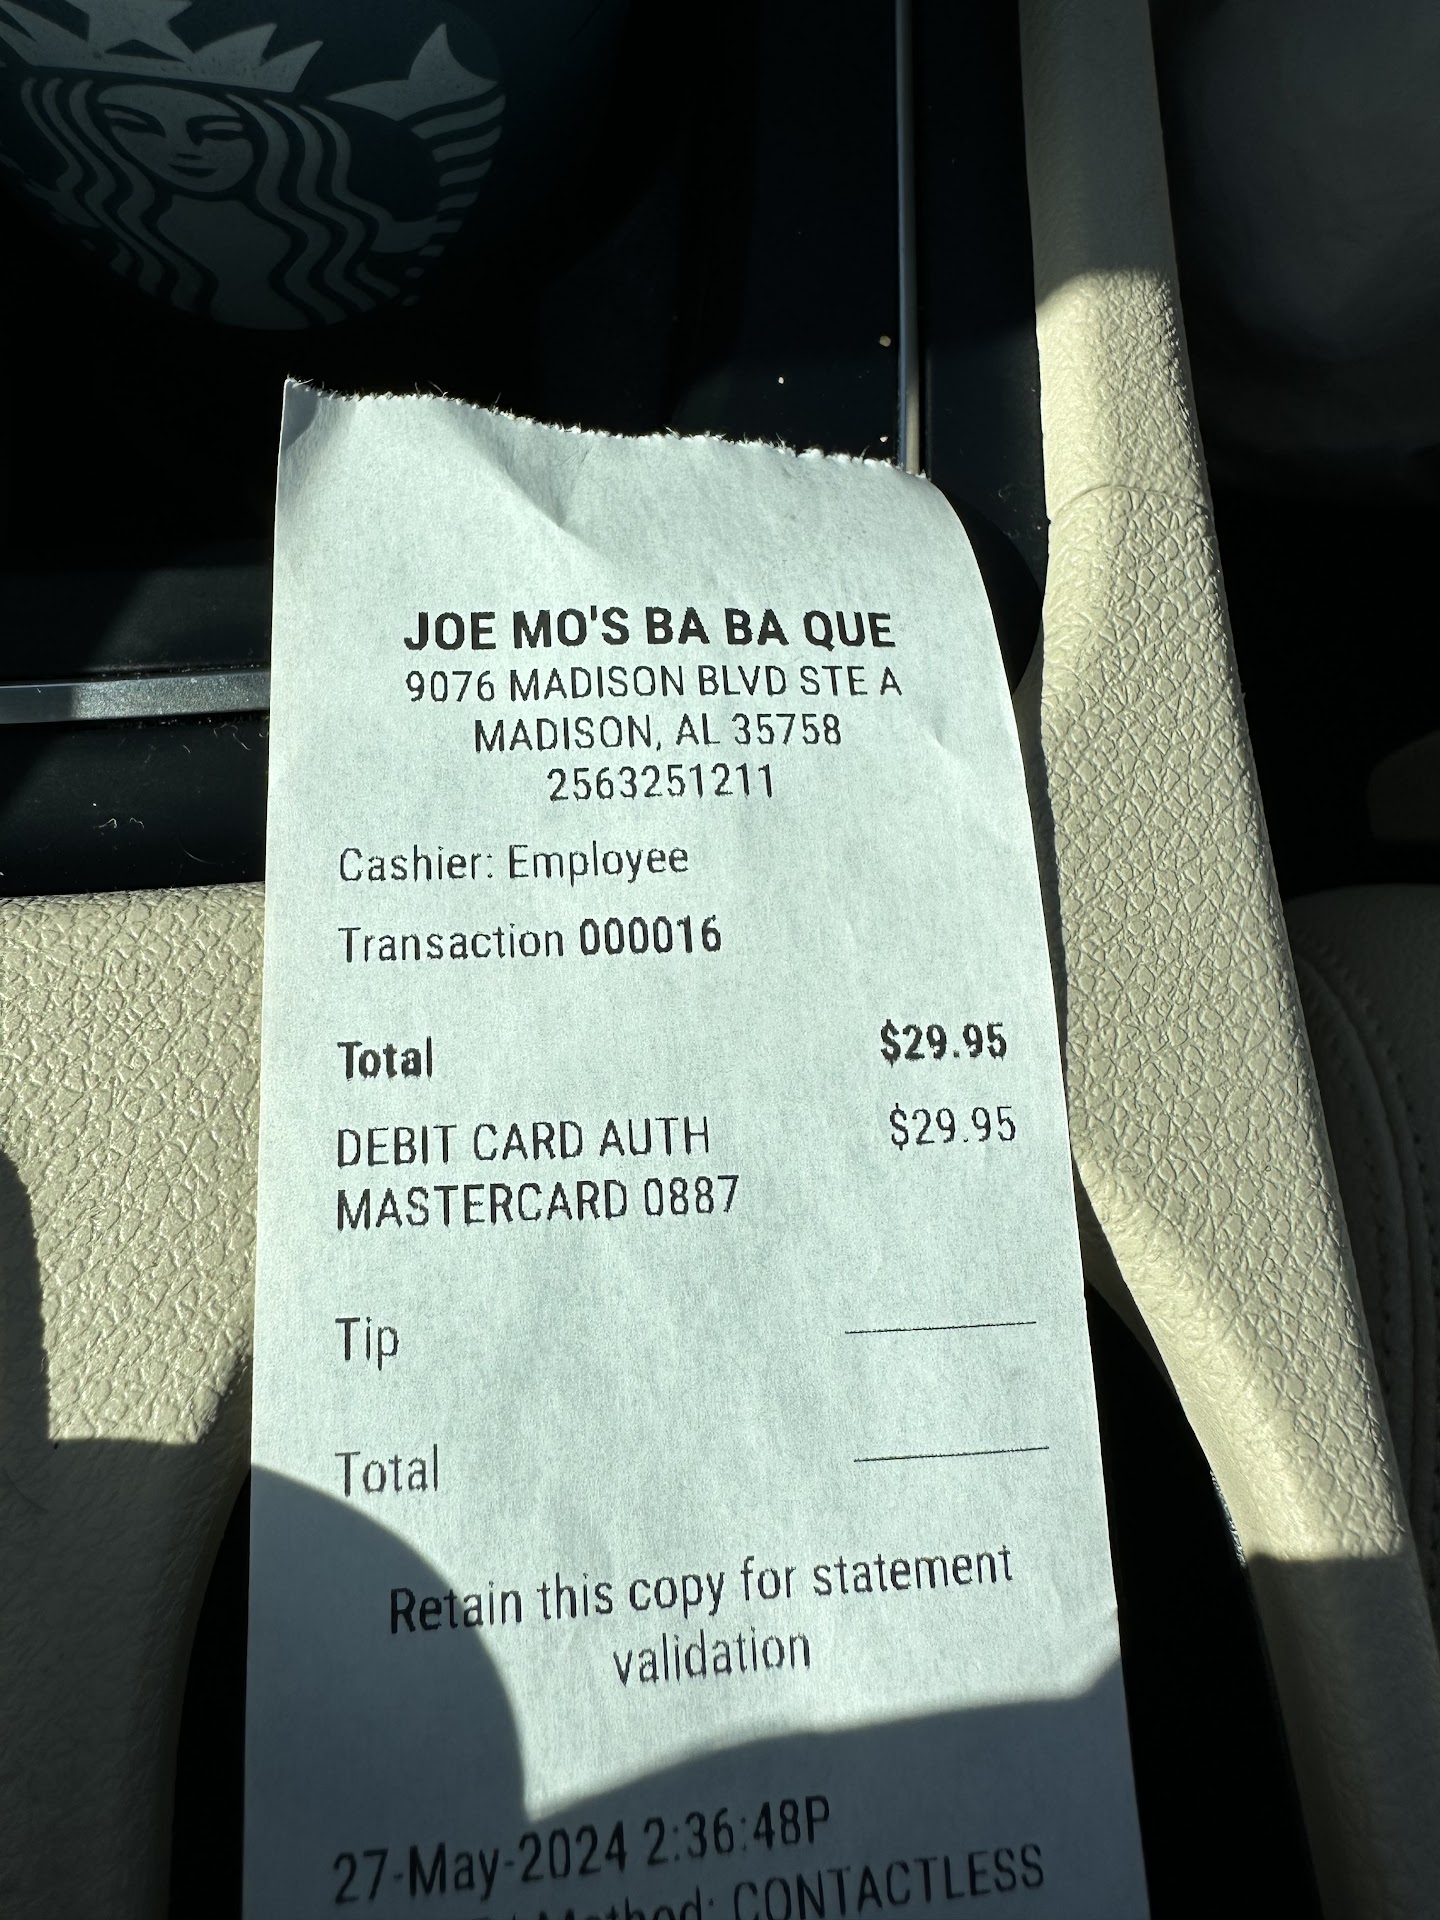 JOE MO'S BA BA QUE
9076 MADISON BLVD STE A
MADISON, AL 35758
2563251211
Cashier: Employee
Transaction 000016
Total $29.95
DEBIT CARD AUTH $29.95
MASTERCARD 0887
Tip
Total
Retain this copy for statement
validation
27-May-2024 2:36:48P
Method: CONTACTLESS